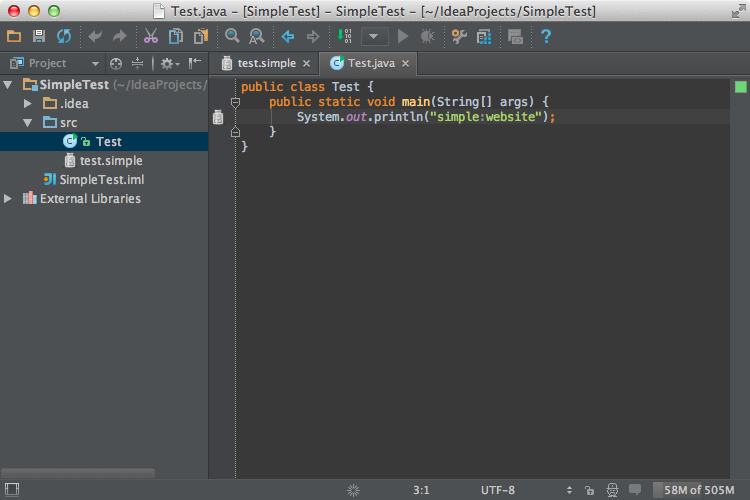 Test.java – [SimpleTest] – SimpleTest – [~/IdeaProjects/SimpleTest]
Project
test.simple
Test.java
SimpleTest (~/IdeaProjects/
.idea
src
Test
test.simple
SimpleTest.iml
External Libraries
public class Test {
public static void main(String[] args) {
System.out.println("simple:website");
}
}
3:1
UTF-8
58M of 505M